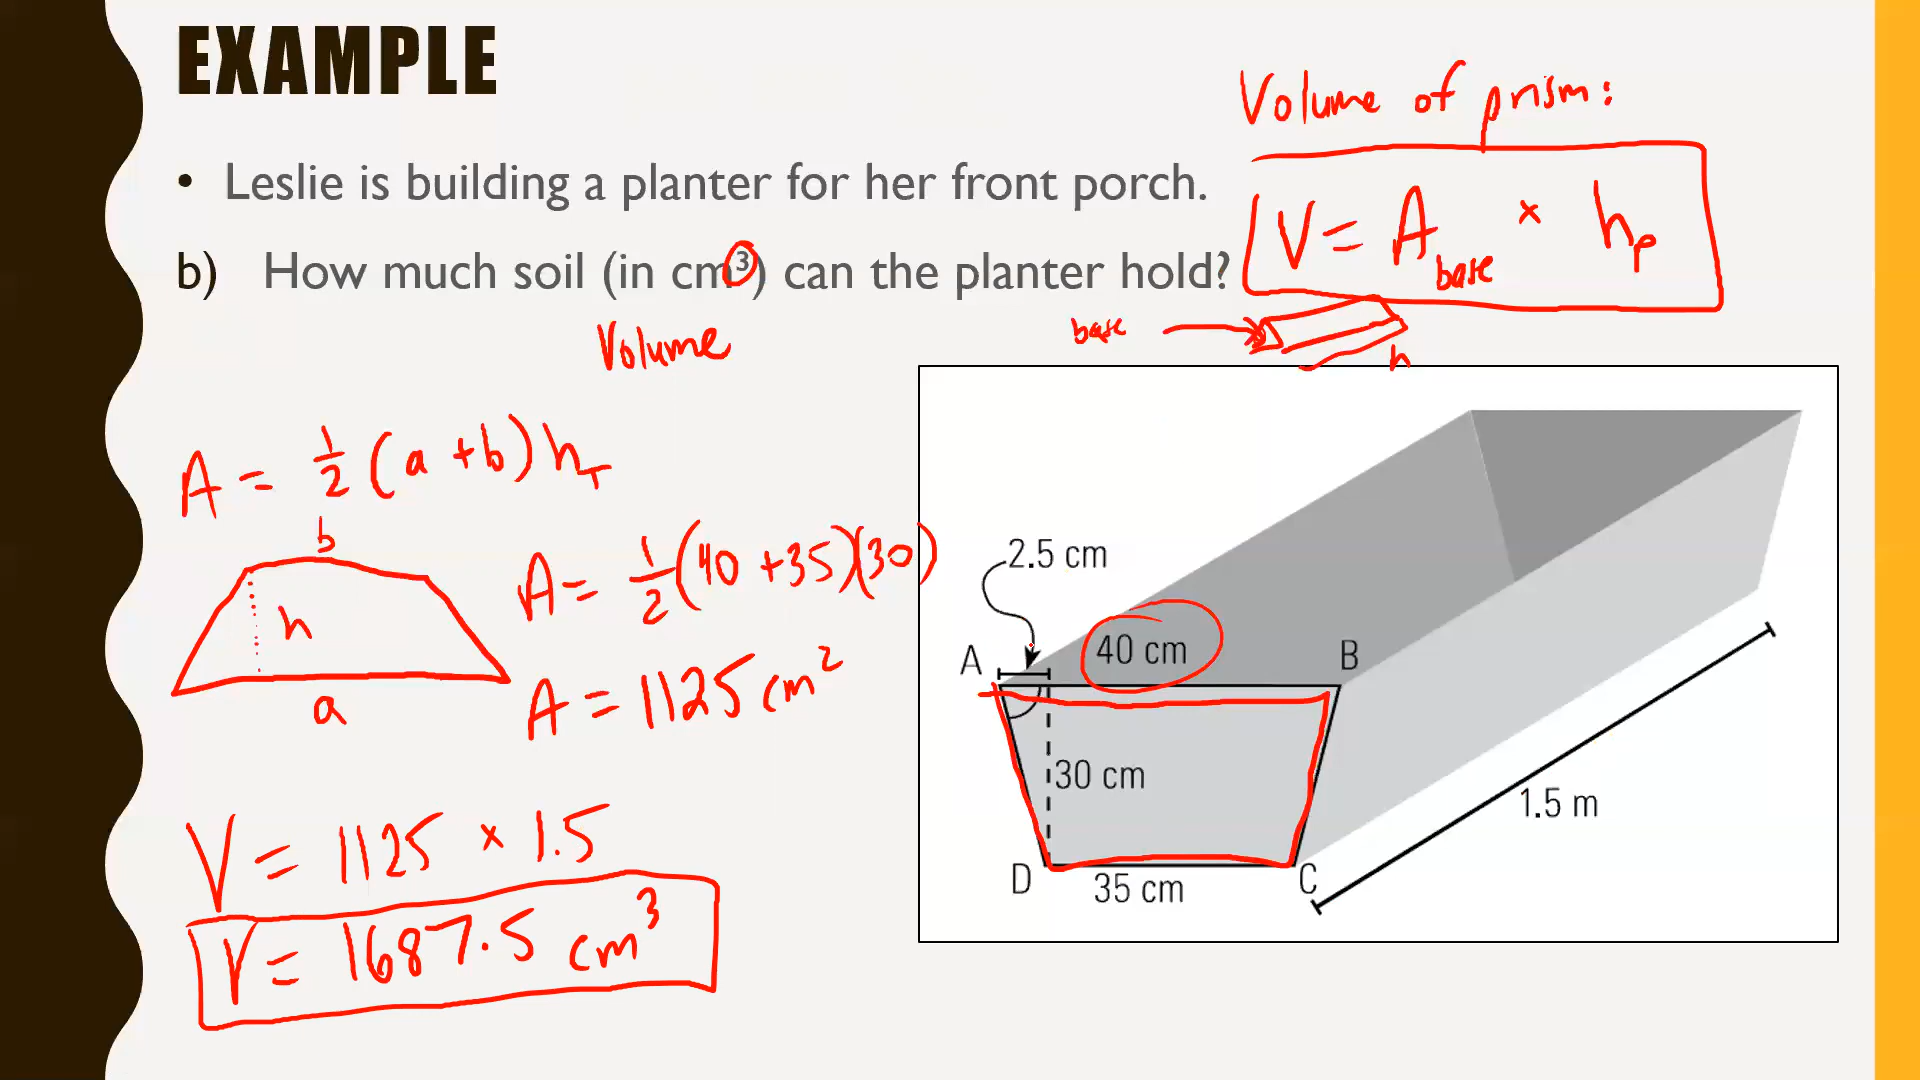 EXAMPLE
Volume of prism:
• Leslie is building a planter for her front porch.
V = A base × hp
b) How much soil (in cm³) can the planter hold?
Volume
base
h
A = 1/2 (a + b) hT
b
h
a
A = 1/2 (40 + 35)(30)
A = 1125 cm²
V = 1125 × 1.5
V = 1687.5 cm³
2.5 cm
A
40 cm
B
30 cm
1.5 m
D
35 cm
C